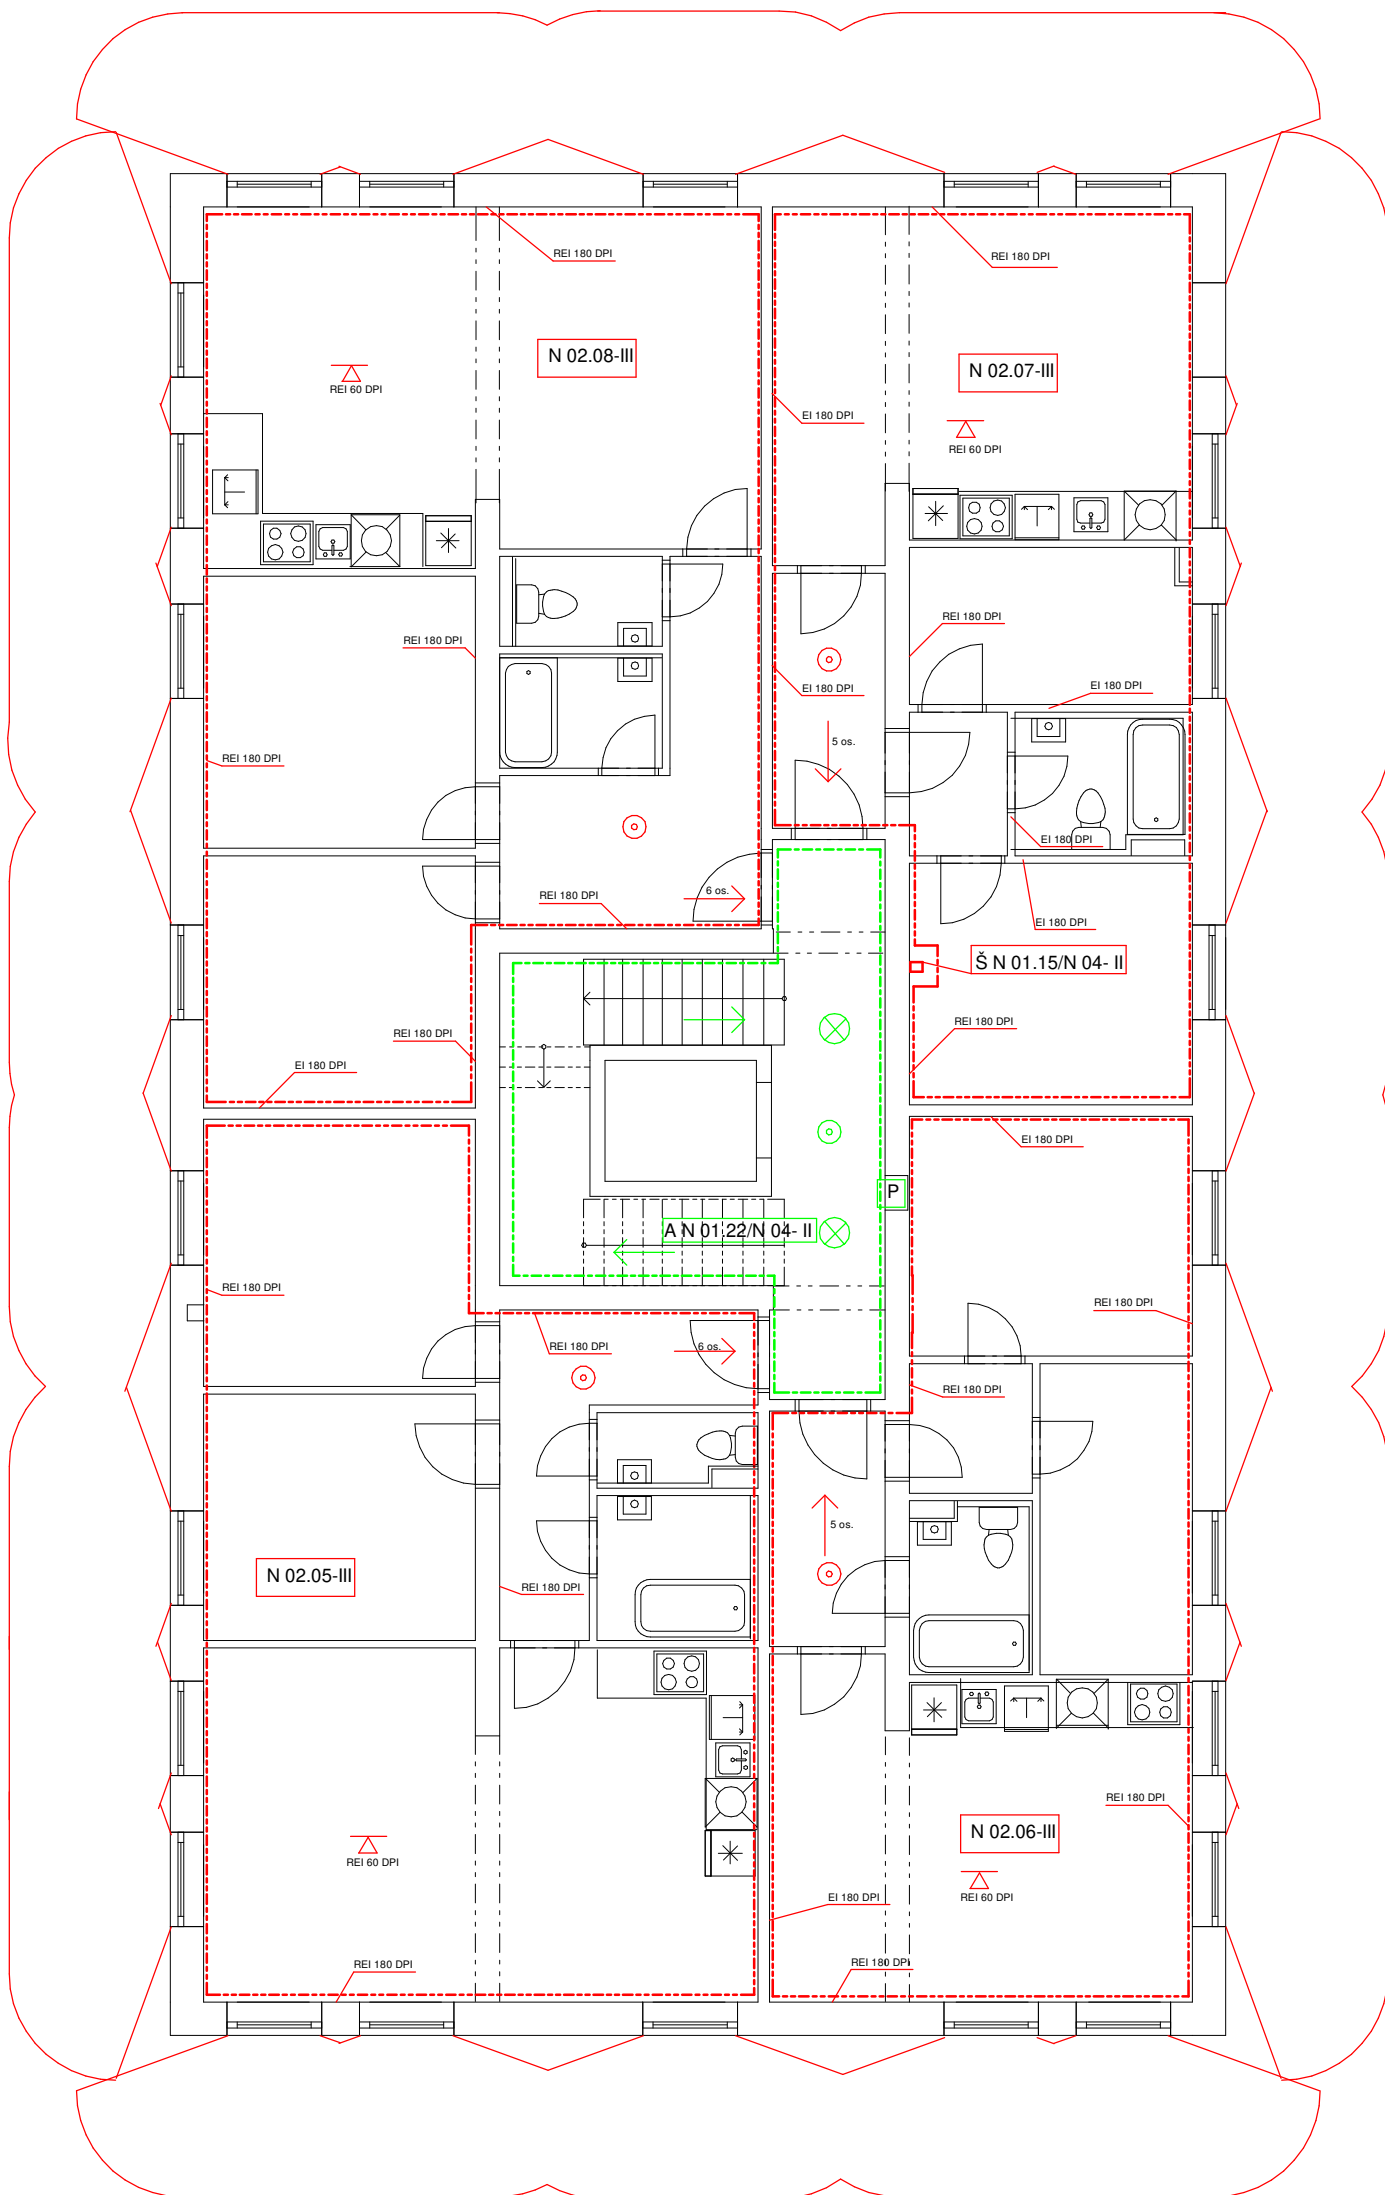 REI 180 DPI
REI 180 DPI
N 02.08-III
N 02.07-III
REI 60 DPI
EI 180 DPI
REI 60 DPI
REI 180 DPI
REI 180 DPI
EI 180 DPI
EI 180 DPI
5 os.
REI 180 DPI
EI 180 DPI
6 os.
REI 180 DPI
EI 180 DPI
Š N 01.15/N 04- II
REI 180 DPI
REI 180 DPI
EI 180 DPI
EI 180 DPI
P
A N 01.22/N 04- II
REI 180 DPI
REI 180 DPI
REI 180 DPI
6 os.
REI 180 DPI
5 os.
N 02.05-III
REI 180 DPI
REI 180 DPI
N 02.06-III
REI 60 DPI
EI 180 DPI
REI 60 DPI
REI 180 DPI
REI 180 DPI